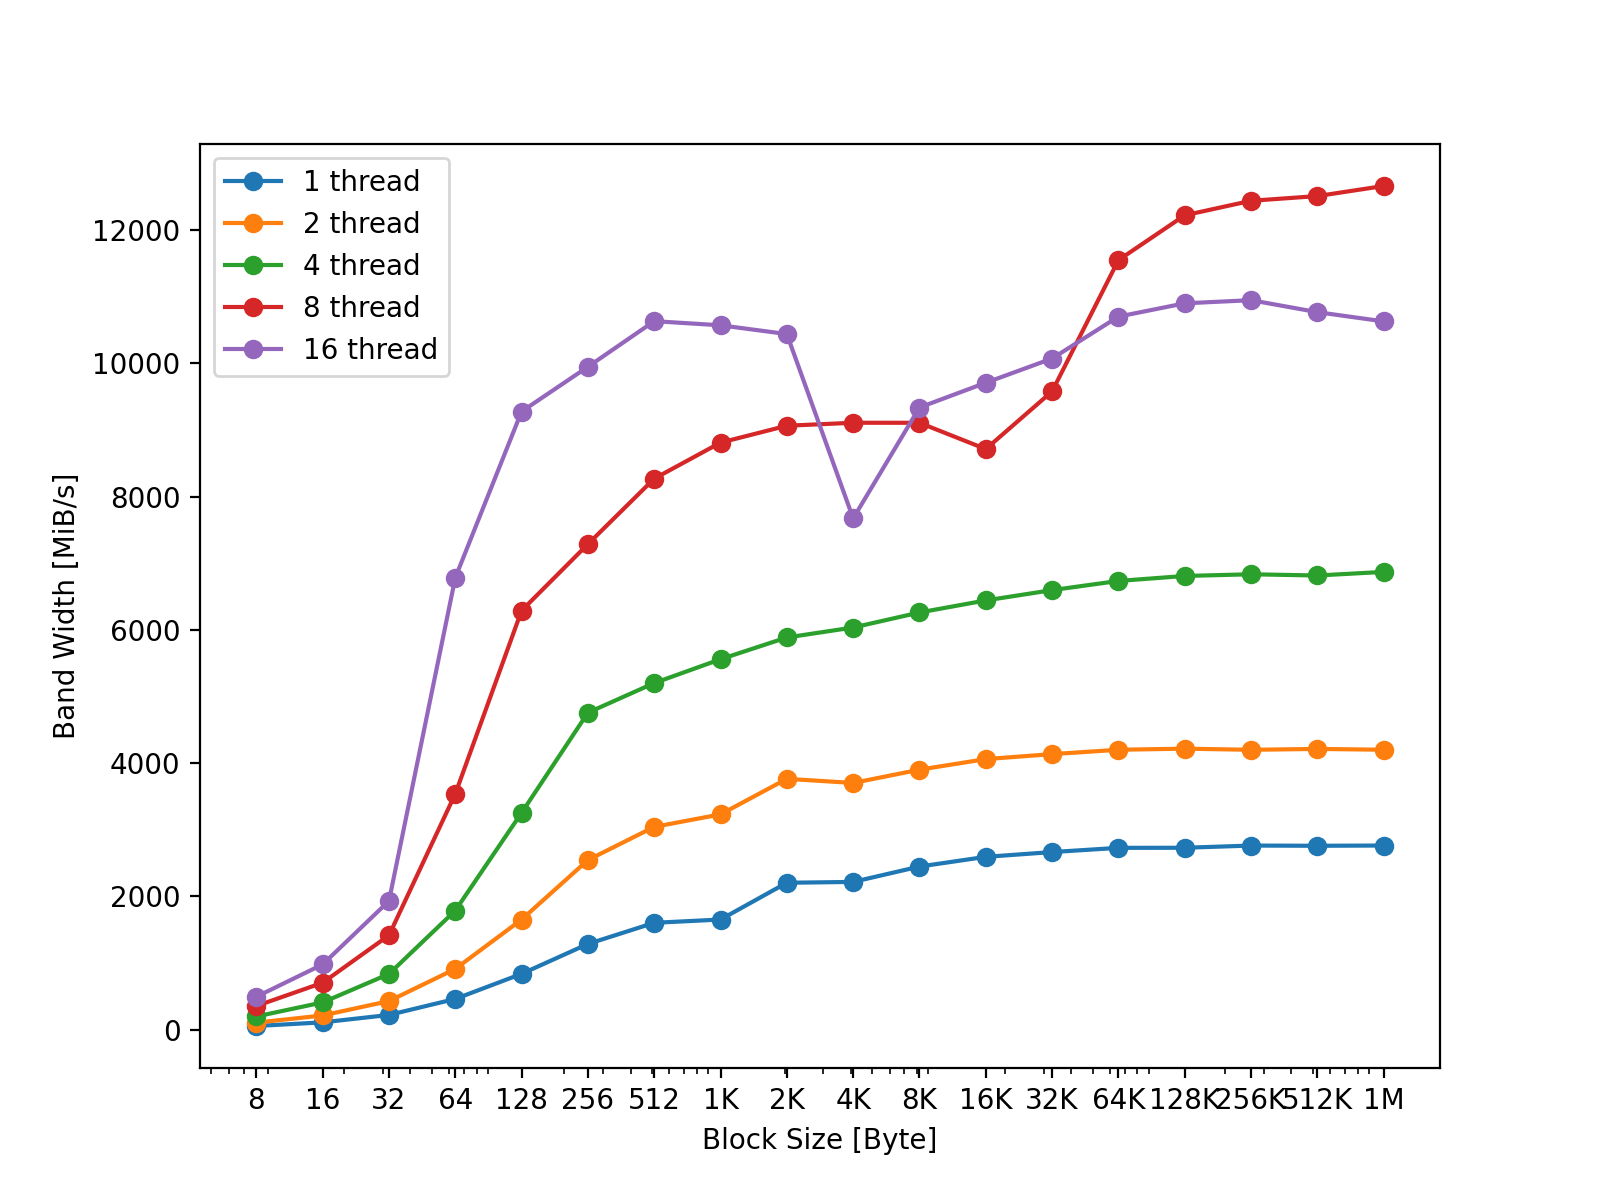 1 thread
2 thread
4 thread
8 thread
16 thread
12000
10000
8000
6000
4000
2000
0
Band Width [MiB/s]
8 16 32 64 128 256 512 1K 2K 4K 8K 16K 32K 64K 128K 256K 512K 1M
Block Size [Byte]